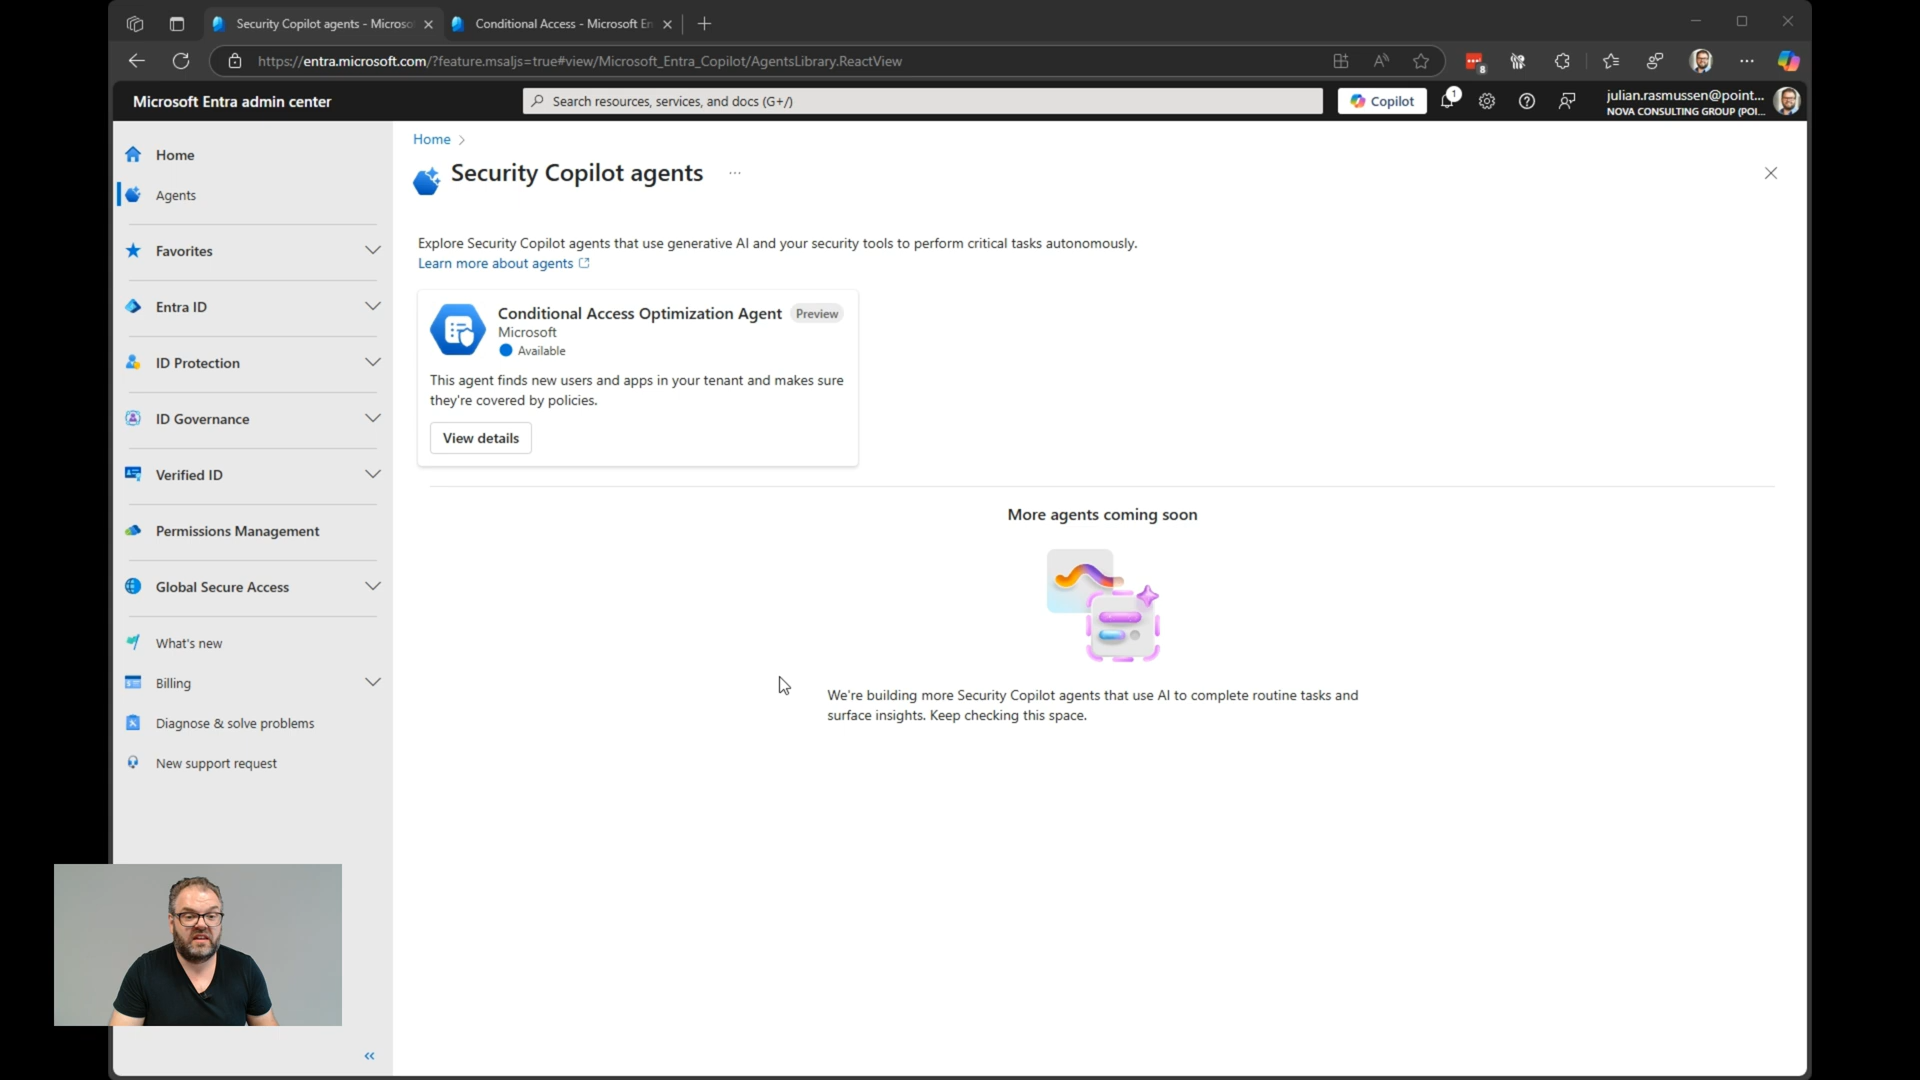 Security Copilot agents - Microso
Conditional Access - Microsoft En
https://entra.microsoft.com/?feature.msaljs=true#view/Microsoft_Entra_Copilot/AgentsLibrary.ReactView
8
Microsoft Entra admin center
Search resources, services, and docs (G+/)
Copilot
1
julian.rasmussen@point...
NOVA CONSULTING GROUP (POI...
Home
Agents
Favorites
Entra ID
ID Protection
ID Governance
Verified ID
Permissions Management
Global Secure Access
What's new
Billing
Diagnose & solve problems
New support request
Home
Security Copilot agents
...
Explore Security Copilot agents that use generative AI and your security tools to perform critical tasks autonomously.
Learn more about agents
Conditional Access Optimization Agent Preview
Microsoft
Available
This agent finds new users and apps in your tenant and makes sure
they're covered by policies.
View details
More agents coming soon
We're building more Security Copilot agents that use AI to complete routine tasks and
surface insights. Keep checking this space.